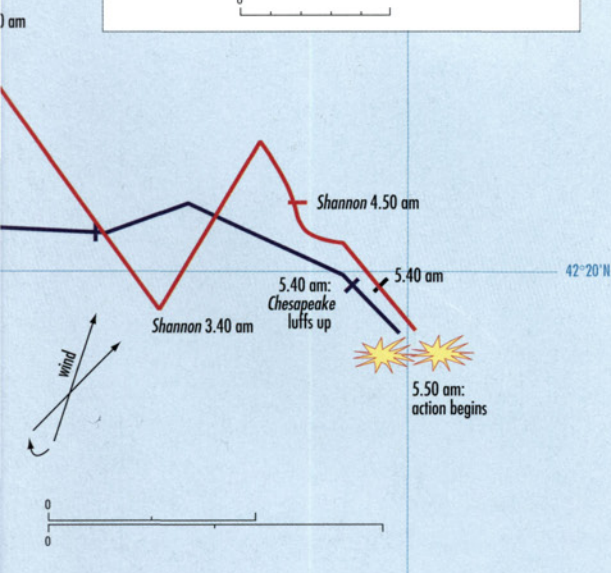 0
0 am
Shannon 4.50 am
42°20'N
5.40 am
5.40 am:
Chesapeake
luffs up
Shannon 3.40 am
wind
5.50 am:
action begins
0
0